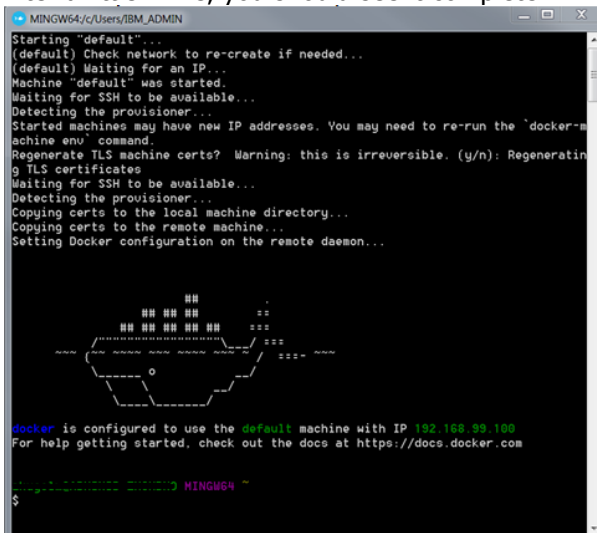 MINGW64:/c/Users/IBM_ADMIN
Starting "default"...
(default) Check network to re-create if needed...
(default) Waiting for an IP...
Machine "default" was started.
Waiting for SSH to be available...
Detecting the provisioner...
Started machines may have new IP addresses. You may need to re-run the `docker-m
achine env` command.
Regenerate TLS machine certs?  Warning: this is irreversible. (y/n): Regeneratin
g TLS certificates
Waiting for SSH to be available...
Detecting the provisioner...
Copying certs to the local machine directory...
Copying certs to the remote machine...
Setting Docker configuration on the remote daemon...
                        ##         .
                  ## ## ##        ==
               ## ## ## ## ##    ===
           /"""""""""""""""""\___/ ===
      ~~~ {~~ ~~~~ ~~~ ~~~~ ~~~ ~ /  ===- ~~~
           \______ o           __/
             \    \         __/
              \____\_______/
docker is configured to use the default machine with IP 192.168.99.100
For help getting started, check out the docs at https://docs.docker.com
MINGW64 ~
$